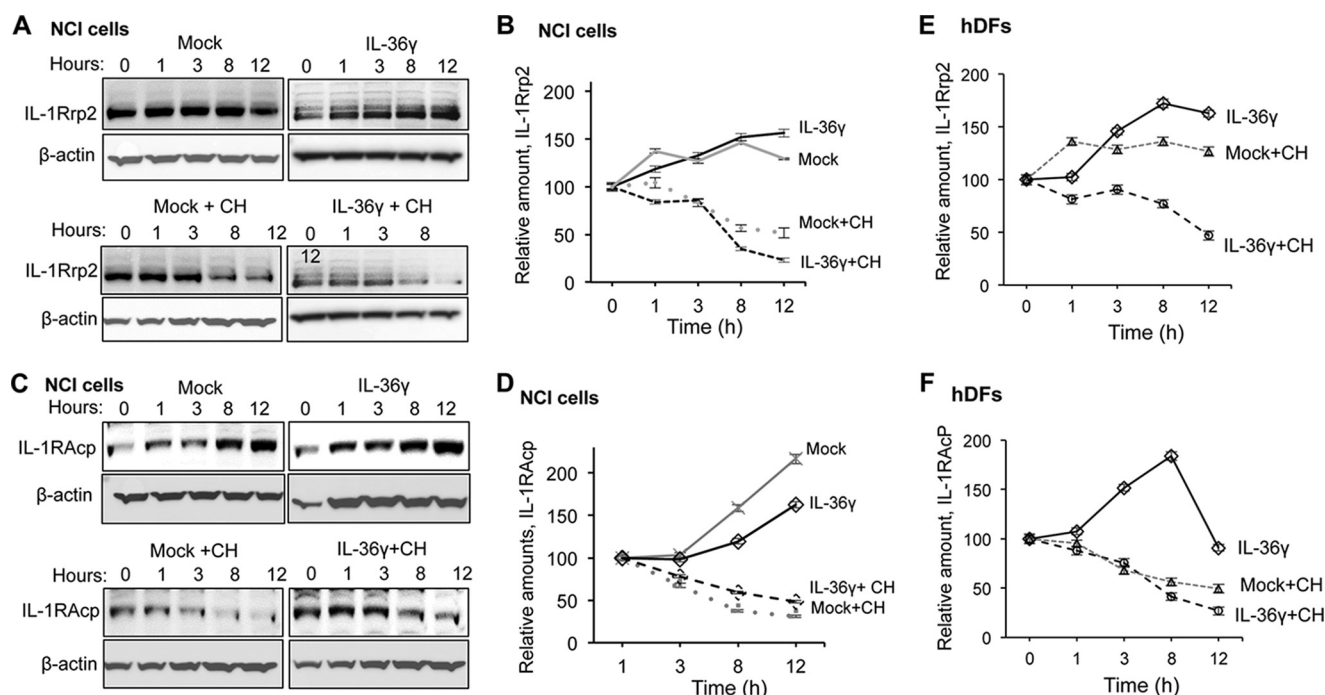 A NCI cells
Mock
IL-36γ
Hours: 0 1 3 8 12
0 1 3 8 12
IL-1Rrp2
β-actin
Mock + CH
IL-36γ + CH
Hours: 0 1 3 8 12
0 1 3 8
12
IL-1Rrp2
β-actin
B NCI cells
Relative amount, IL-1Rrp2
200
150
100
50
0
IL-36γ
Mock
Mock+CH
IL-36γ+CH
0 1 3 8 12
Time (h)
E hDFs
Relative amount, IL-1Rrp2
200
150
100
50
0
IL-36γ
Mock+CH
IL-36γ+CH
0 1 3 8 12
Time (h)
C NCI cells
Mock
IL-36γ
Hours: 0 1 3 8 12
0 1 3 8 12
IL-1RAcp
β-actin
Mock +CH
IL-36γ+CH
Hours: 0 1 3 8 12
0 1 3 8 12
IL-1RAcp
β-actin
D NCI cells
Relative amounts, IL-1RAcp
200
150
100
50
0
Mock
IL-36γ
IL-36γ+ CH
Mock+CH
1 3 8 12
Time (h)
F hDFs
Relative amount, IL-1RAcP
200
150
100
50
0
IL-36γ
Mock+CH
IL-36γ+CH
0 1 3 8 12
Time (h)